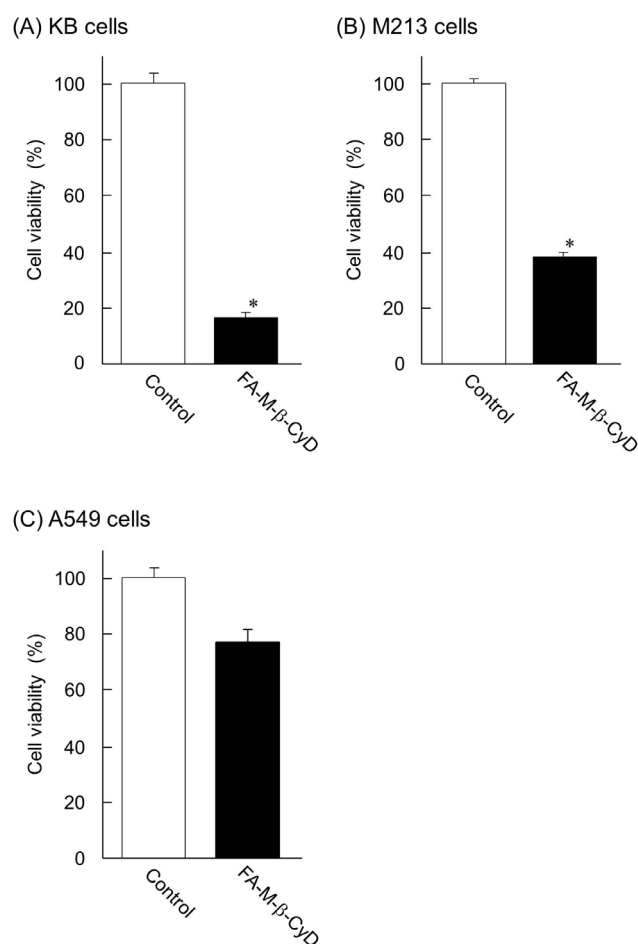 (A) KB cells
Cell viability (%)
100
80
60
40
20
0
*
Control
FA-M-β-CyD
(B) M213 cells
Cell viability (%)
100
80
60
40
20
0
*
Control
FA-M-β-CyD
(C) A549 cells
Cell viability (%)
100
80
60
40
20
0
Control
FA-M-β-CyD